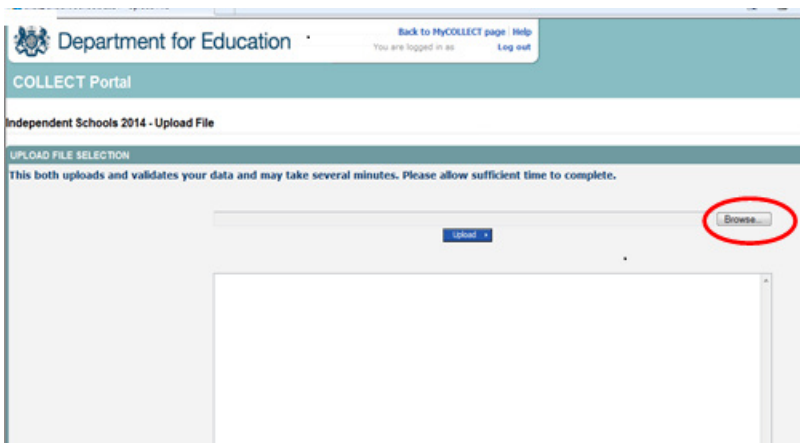 Department for Education
Back to MyCOLLECT page | Help
You are logged in as Log out
COLLECT Portal
Independent Schools 2014 - Upload File
UPLOAD FILE SELECTION
This both uploads and validates your data and may take several minutes. Please allow sufficient time to complete.
Browse...
Upload